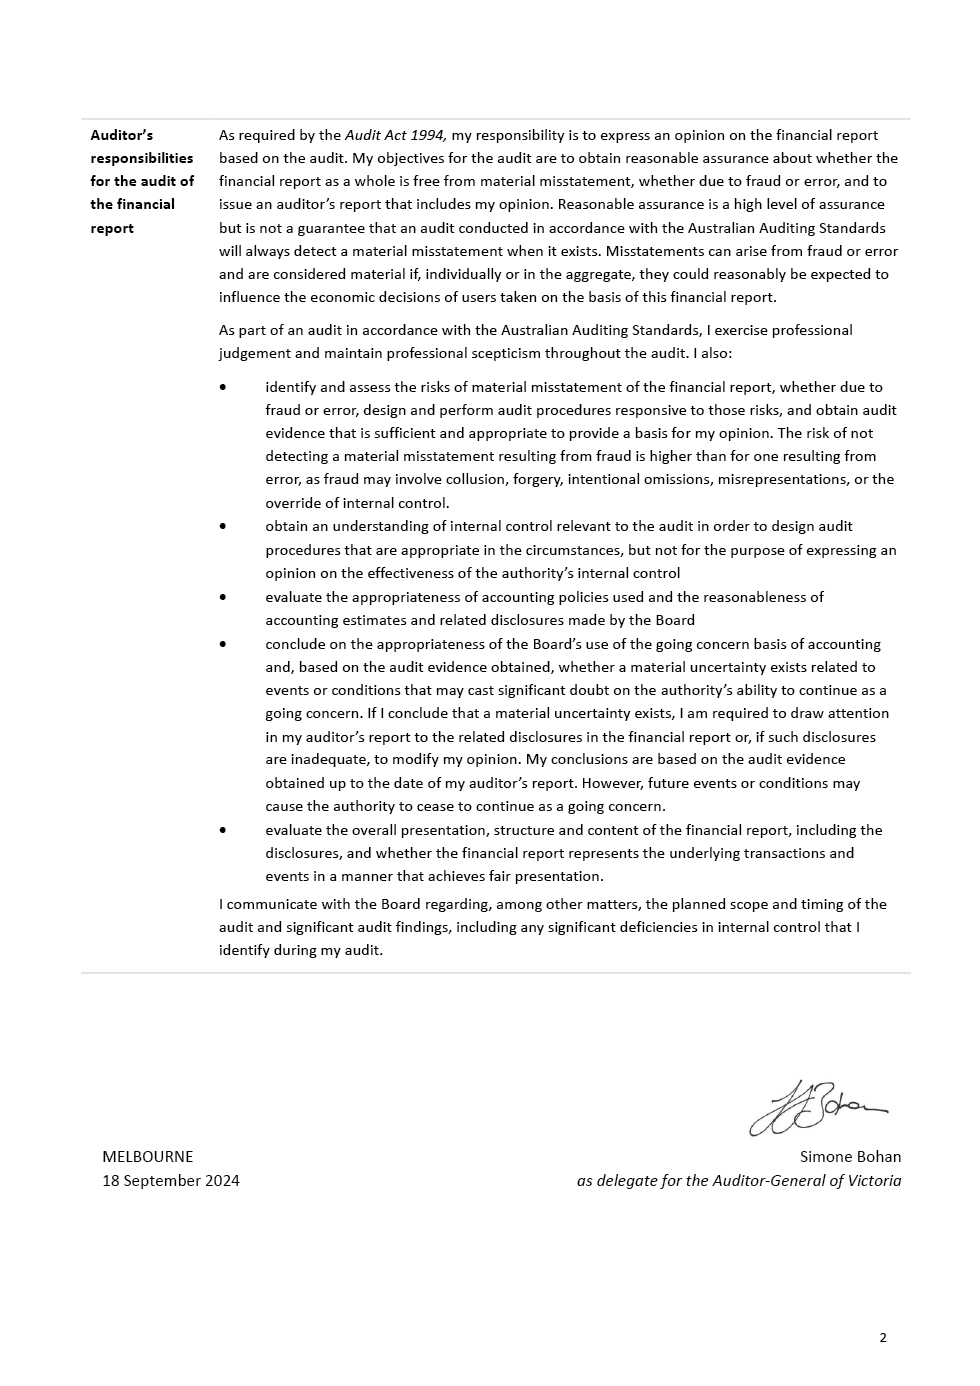 Auditor’s
responsibilities
for the audit of
the financial
report
As required by the Audit Act 1994, my responsibility is to express an opinion on the financial report
based on the audit. My objectives for the audit are to obtain reasonable assurance about whether the
financial report as a whole is free from material misstatement, whether due to fraud or error, and to
issue an auditor’s report that includes my opinion. Reasonable assurance is a high level of assurance
but is not a guarantee that an audit conducted in accordance with the Australian Auditing Standards
will always detect a material misstatement when it exists. Misstatements can arise from fraud or error
and are considered material if, individually or in the aggregate, they could reasonably be expected to
influence the economic decisions of users taken on the basis of this financial report.
As part of an audit in accordance with the Australian Auditing Standards, I exercise professional
judgement and maintain professional scepticism throughout the audit. I also:
• identify and assess the risks of material misstatement of the financial report, whether due to
fraud or error, design and perform audit procedures responsive to those risks, and obtain audit
evidence that is sufficient and appropriate to provide a basis for my opinion. The risk of not
detecting a material misstatement resulting from fraud is higher than for one resulting from
error, as fraud may involve collusion, forgery, intentional omissions, misrepresentations, or the
override of internal control.
• obtain an understanding of internal control relevant to the audit in order to design audit
procedures that are appropriate in the circumstances, but not for the purpose of expressing an
opinion on the effectiveness of the authority’s internal control
• evaluate the appropriateness of accounting policies used and the reasonableness of
accounting estimates and related disclosures made by the Board
• conclude on the appropriateness of the Board’s use of the going concern basis of accounting
and, based on the audit evidence obtained, whether a material uncertainty exists related to
events or conditions that may cast significant doubt on the authority’s ability to continue as a
going concern. If I conclude that a material uncertainty exists, I am required to draw attention
in my auditor’s report to the related disclosures in the financial report or, if such disclosures
are inadequate, to modify my opinion. My conclusions are based on the audit evidence
obtained up to the date of my auditor’s report. However, future events or conditions may
cause the authority to cease to continue as a going concern.
• evaluate the overall presentation, structure and content of the financial report, including the
disclosures, and whether the financial report represents the underlying transactions and
events in a manner that achieves fair presentation.
I communicate with the Board regarding, among other matters, the planned scope and timing of the
audit and significant audit findings, including any significant deficiencies in internal control that I
identify during my audit.
MELBOURNE
18 September 2024
Simone Bohan
as delegate for the Auditor-General of Victoria
2